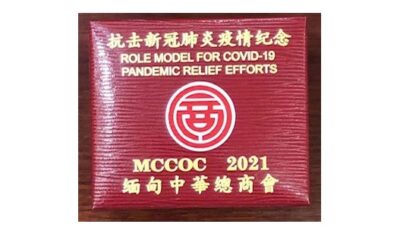 抗击新冠肺炎疫情纪念
ROLE MODEL FOR COVID-19
PANDEMIC RELIEF EFFORTS
商
MCCOC 2021
缅甸中華總商會